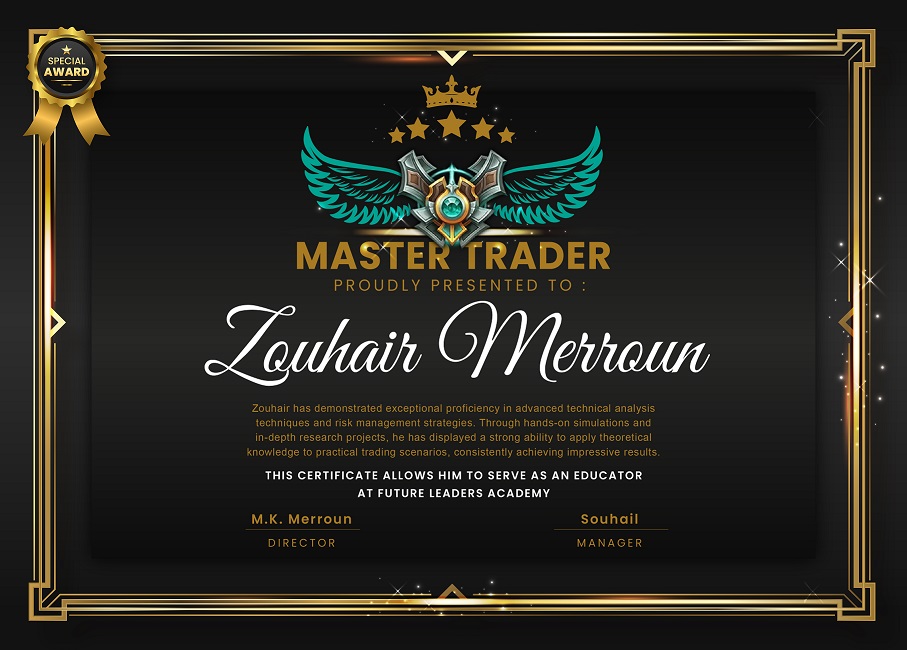 SPECIAL
AWARD
MASTER TRADER
PROUDLY PRESENTED TO :
Zouhair Merroun
Zouhair has demonstrated exceptional proficiency in advanced technical analysis
techniques and risk management strategies. Through hands-on simulations and
in-depth research projects, he has displayed a strong ability to apply theoretical
knowledge to practical trading scenarios, consistently achieving impressive results.
THIS CERTIFICATE ALLOWS HIM TO SERVE AS AN EDUCATOR
AT FUTURE LEADERS ACADEMY
M.K. Merroun
DIRECTOR
Souhail
MANAGER